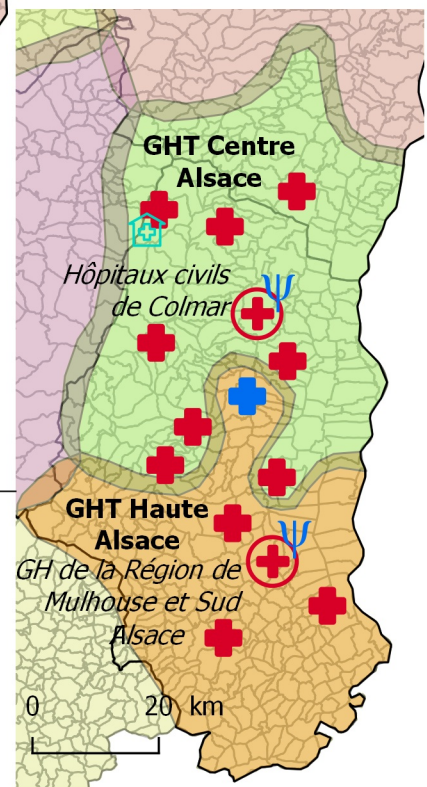 GHT Centre
Alsace
Hôpitaux civils
de Colmar
Ψ
GHT Haute
Alsace
Ψ
GH de la Région de
Mulhouse et Sud
Alsace
0 20 km